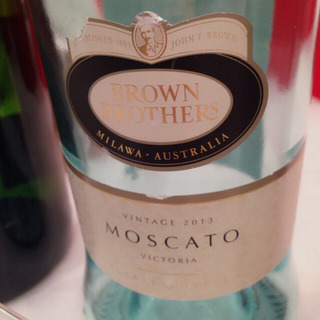 ESTABLISHED 1889 JOHN F. BROWN
BROWN
BROTHERS
MILAWA · AUSTRALIA
VINTAGE 2013
MOSCATO
VICTORIA